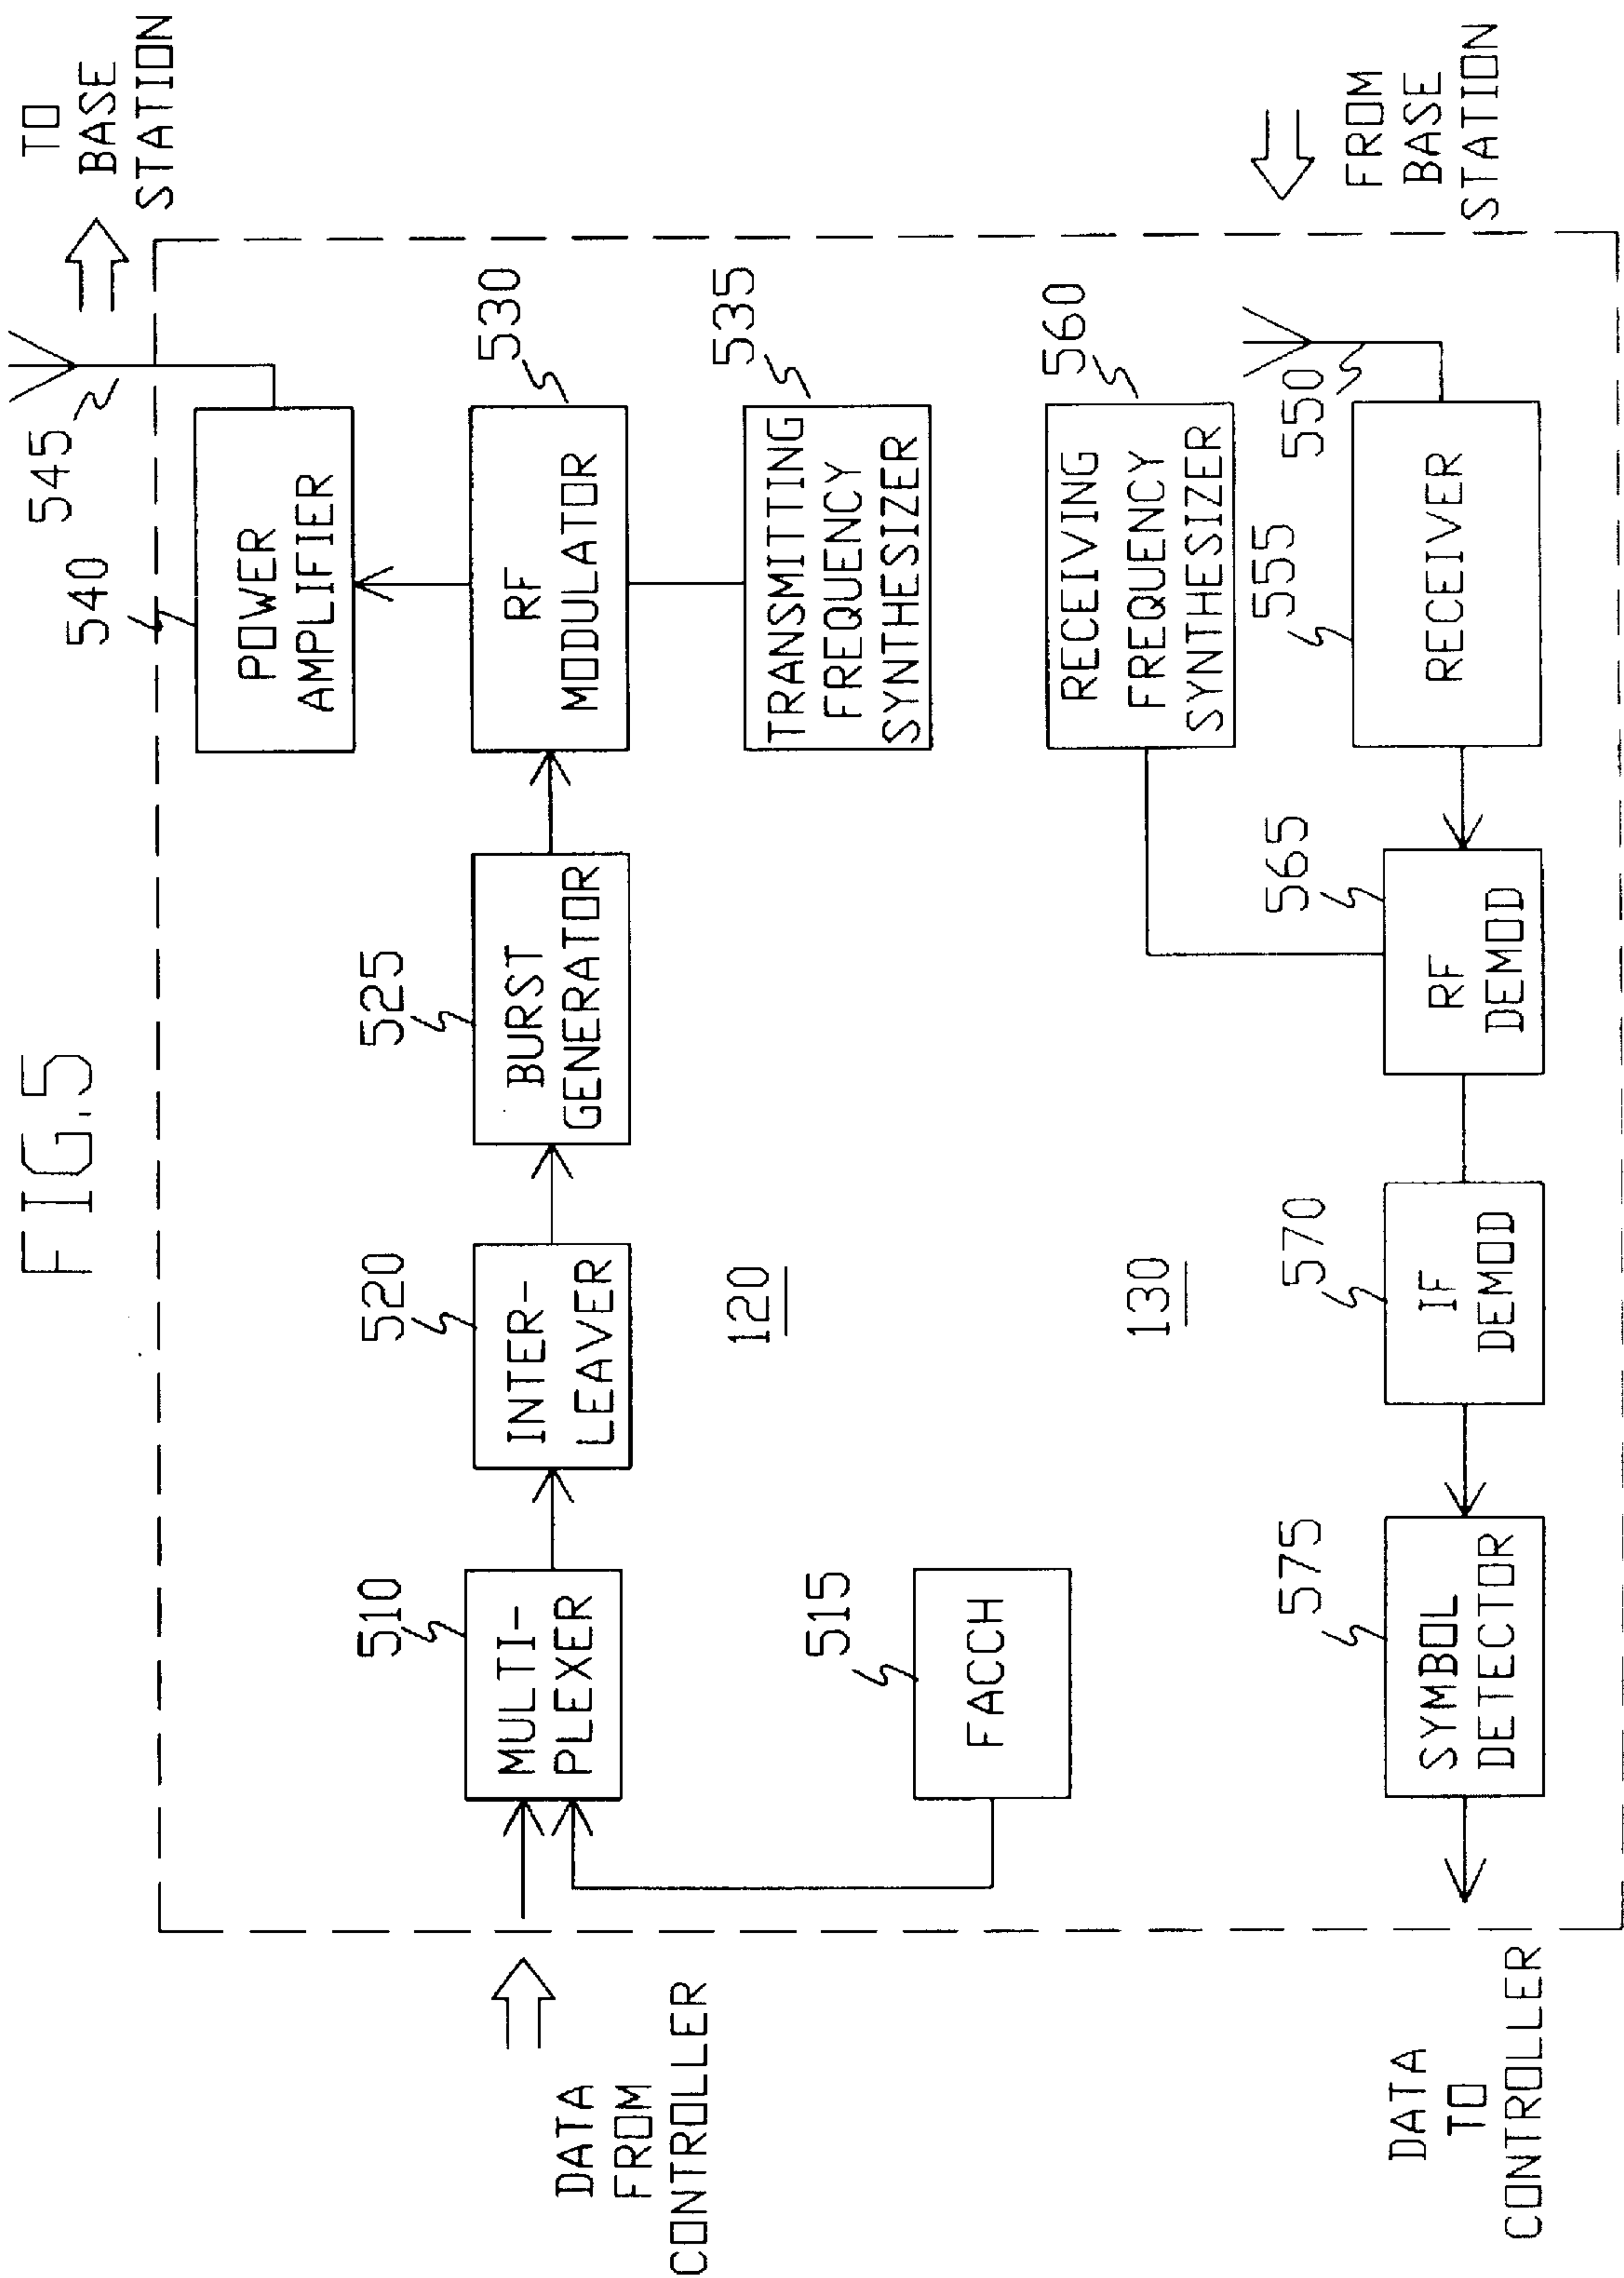 FIG.5
TO
BASE
STATION
545
540
POWER
AMPLIFIER
510
MULTI-
PLEXER
520
INTER-
LEAVER
525
BURST
GENERATOR
530
RF
MODULATOR
DATA
FROM
CONTROLLER
120
535
TRANSMITTING
FREQUENCY
SYNTHESIZER
515
FACCH
130
560
RECEIVING
FREQUENCY
SYNTHESIZER
FROM
BASE
STATION
550
575
SYMBOL
DETECTOR
570
IF
DEMOD
565
RF
DEMOD
555
RECEIVER
DATA
TO
CONTROLLER